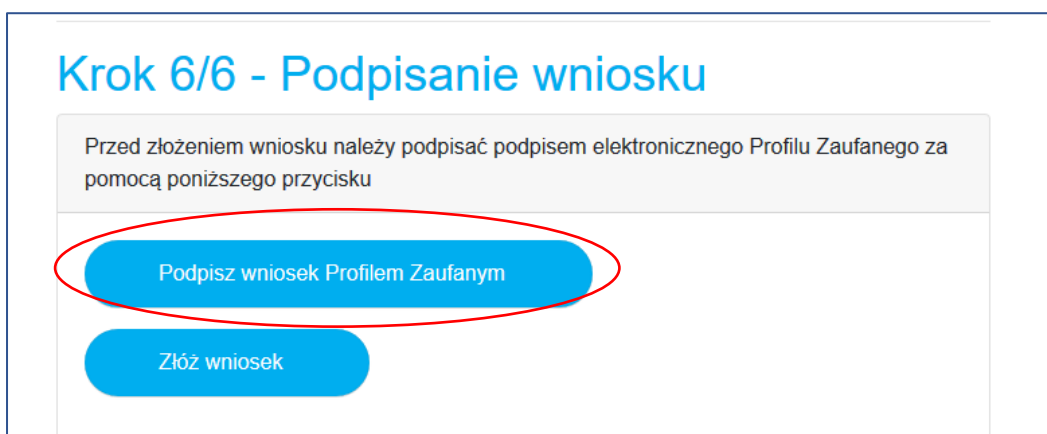 Krok 6/6 - Podpisanie wniosku
Przed złożeniem wniosku należy podpisać podpisem elektronicznego Profilu Zaufanego za
pomocą poniższego przycisku
Podpisz wniosek Profilem Zaufanym
Złóż wniosek